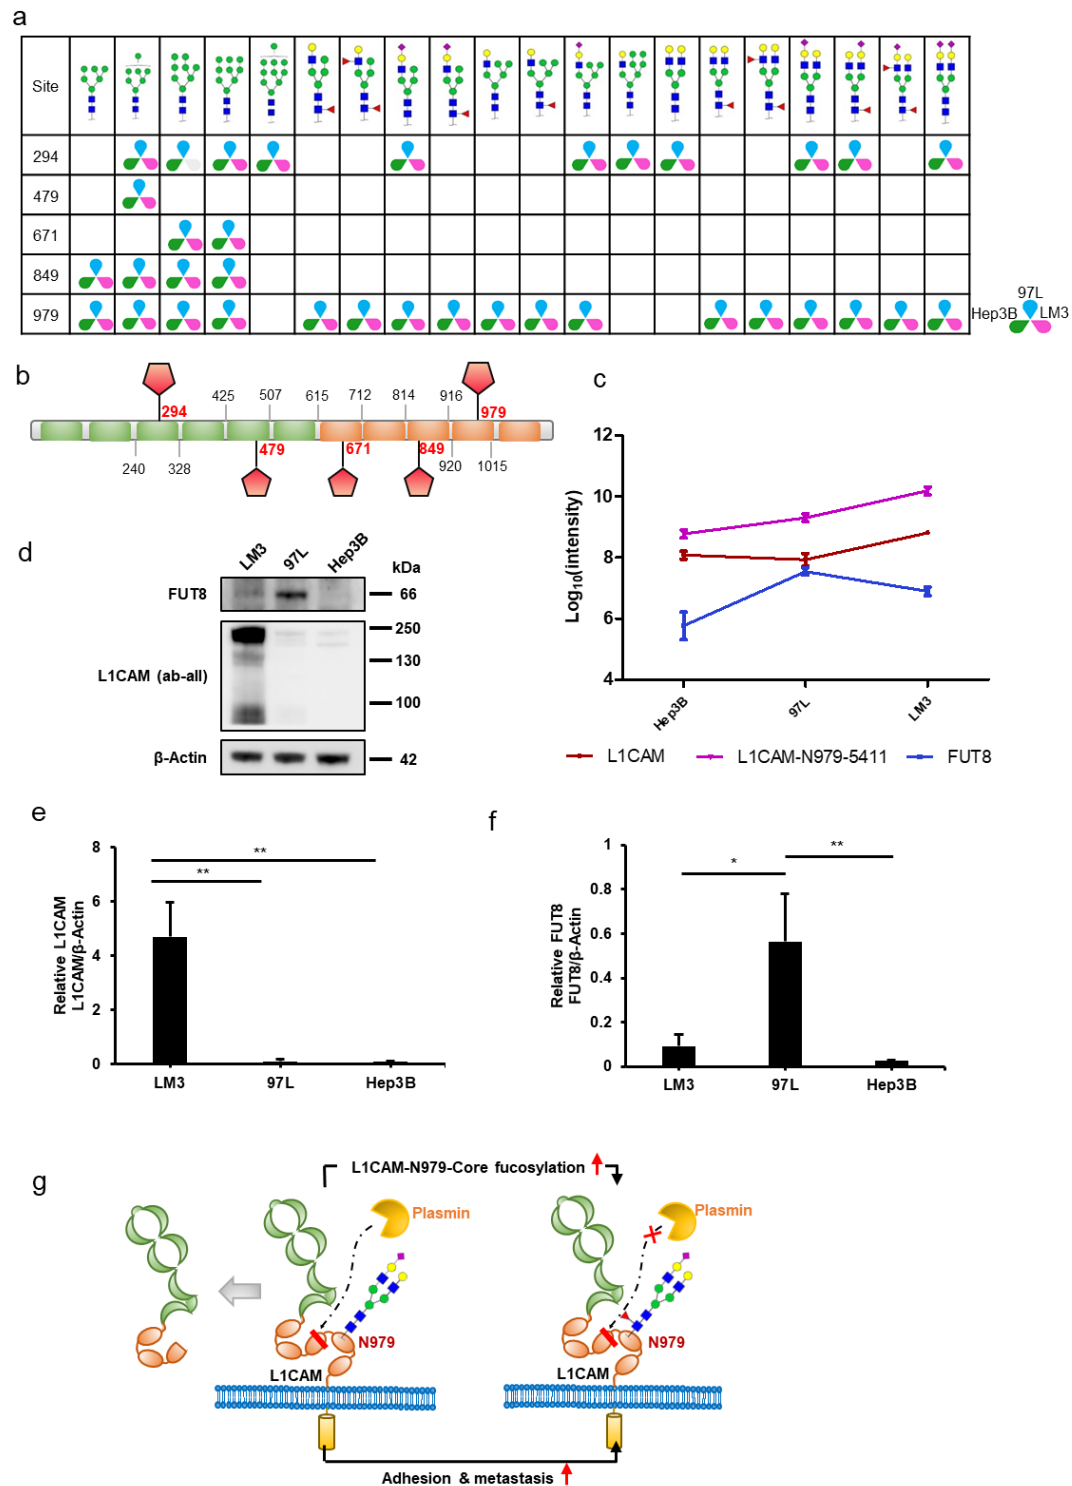 a
Site
294
479
671
849
979
97L
Hep3B LM3
b
425 507 615 712 814 916
294 979
479 671 849
240 328 920 1015
c
12
10
8
6
4
Log10(intensity)
Hep3B 97L LM3
L1CAM L1CAM-N979-5411 FUT8
d
LM3 97L Hep3B
kDa
FUT8 66
250
130
L1CAM (ab-all)
100
β-Actin 42
e
8
6
4
2
0
Relative L1CAM
L1CAM/β-Actin
**
**
LM3 97L Hep3B
f
1
0.8
0.6
0.4
0.2
0
Relative FUT8
FUT8/β-Actin
* **
LM3 97L Hep3B
g
L1CAM-N979-Core fucosylation
Plasmin Plasmin
N979 N979
L1CAM L1CAM
Adhesion & metastasis